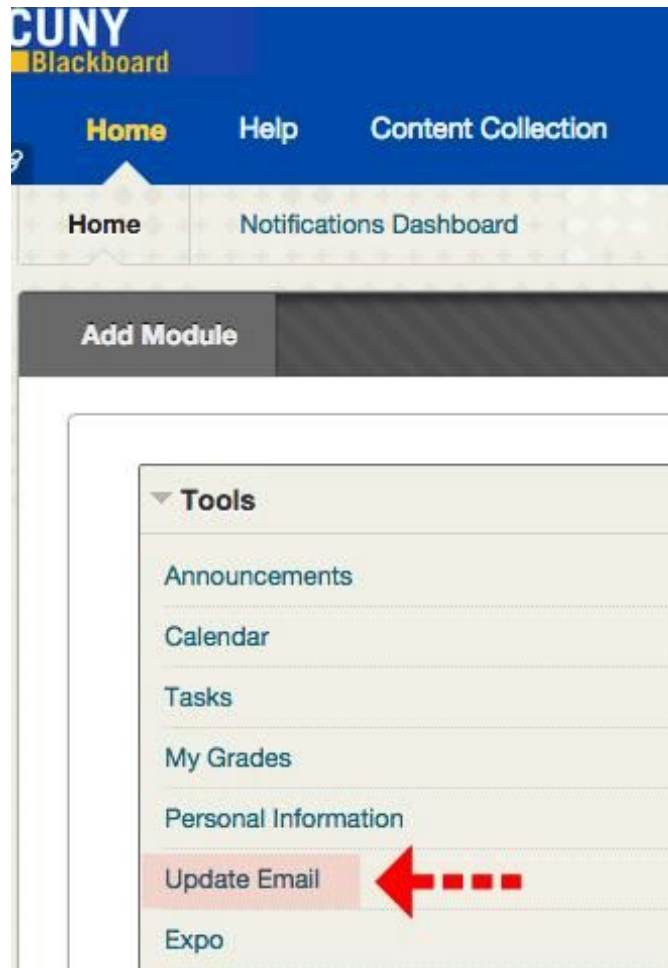 CUNY
Blackboard
Home Help Content Collection
Home Notifications Dashboard
Add Module
Tools
Announcements
Calendar
Tasks
My Grades
Personal Information
Update Email
Expo